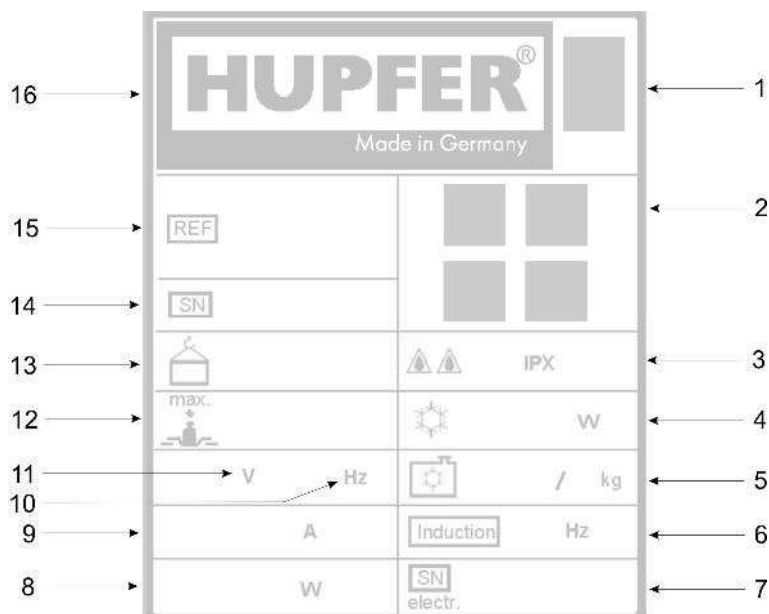 HUPFER®
Made in Germany
16
1
15
REF
2
14
SN
13
IPX
3
12
max.
W
4
11
V
Hz
10
/ kg
5
9
A
Induction
Hz
6
8
W
SN
electr.
7